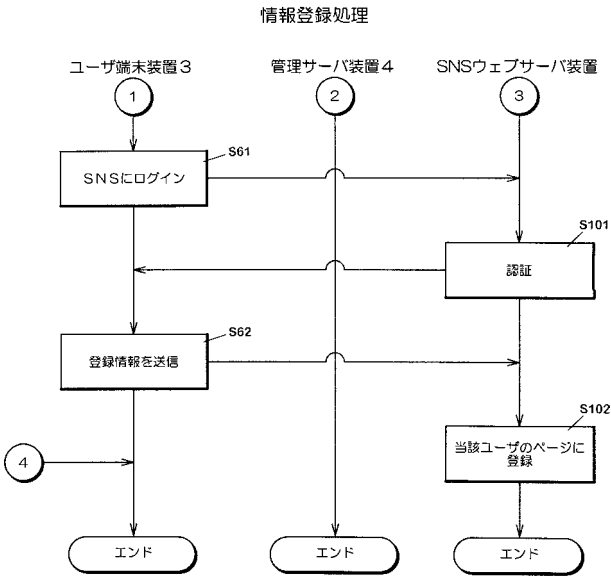 情報登録処理
ユーザ端末装置3
管理サーバ装置4
SNSウェブサーバ装置
1
2
3
S61
SNSにログイン
S101
認証
S62
登録情報を送信
S102
当該ユーザのページに
登録
4
エンド
エンド
エンド